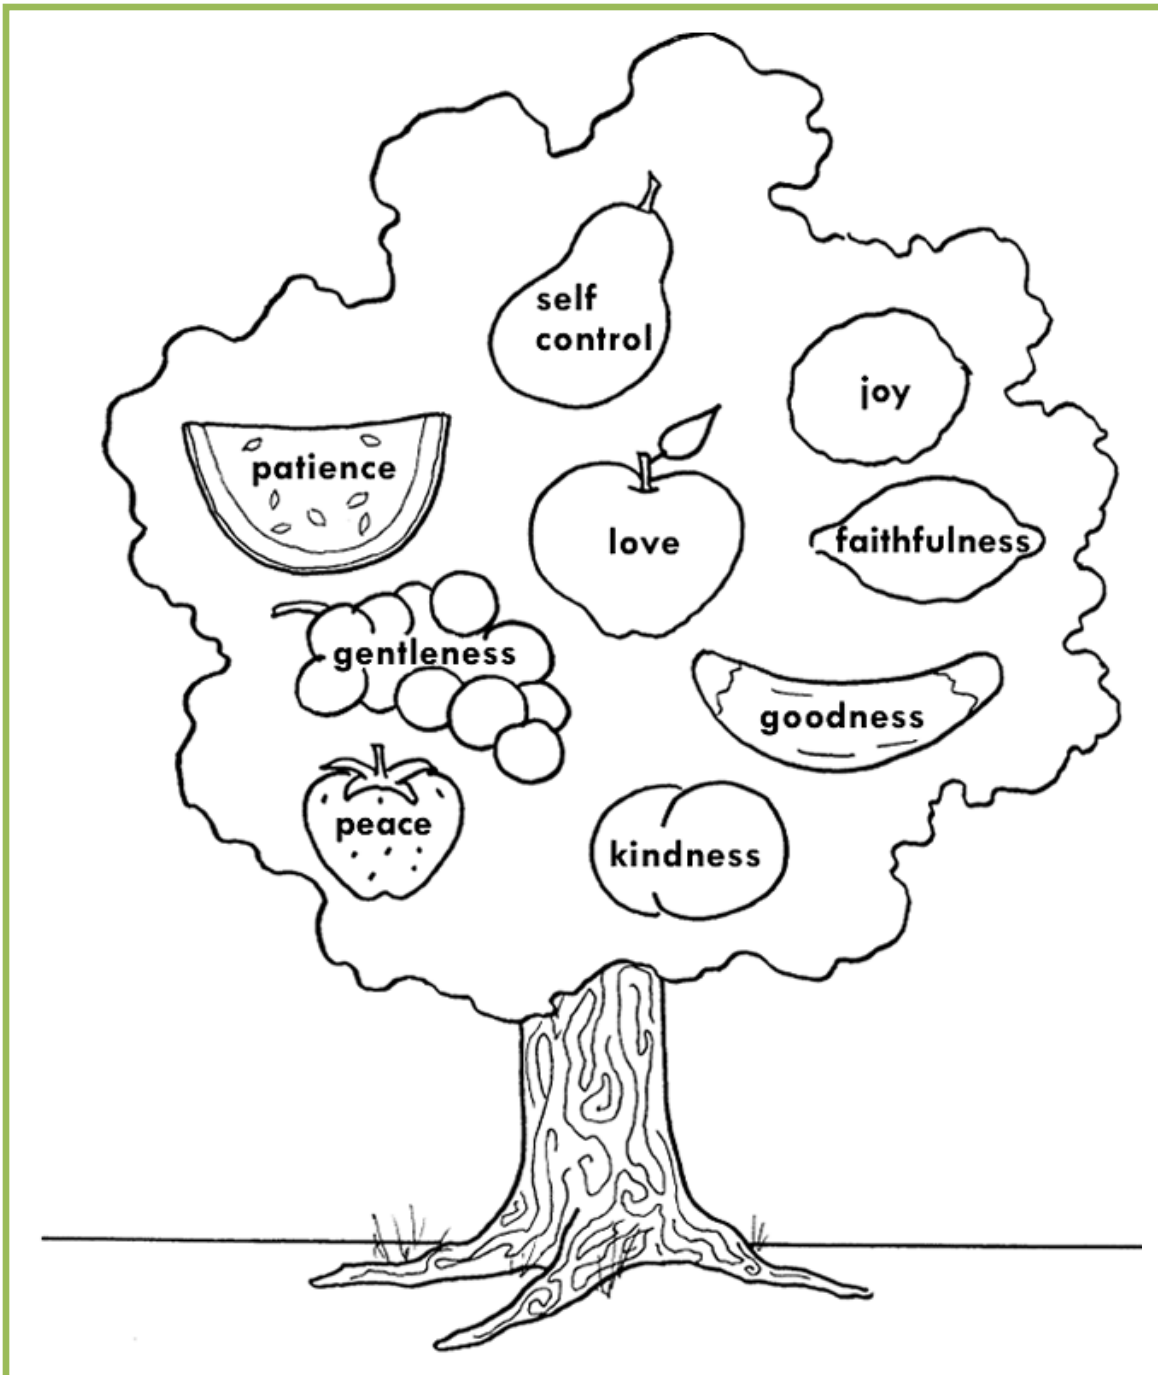 self
control
joy
patience
love
faithfulness
gentleness
goodness
peace
kindness